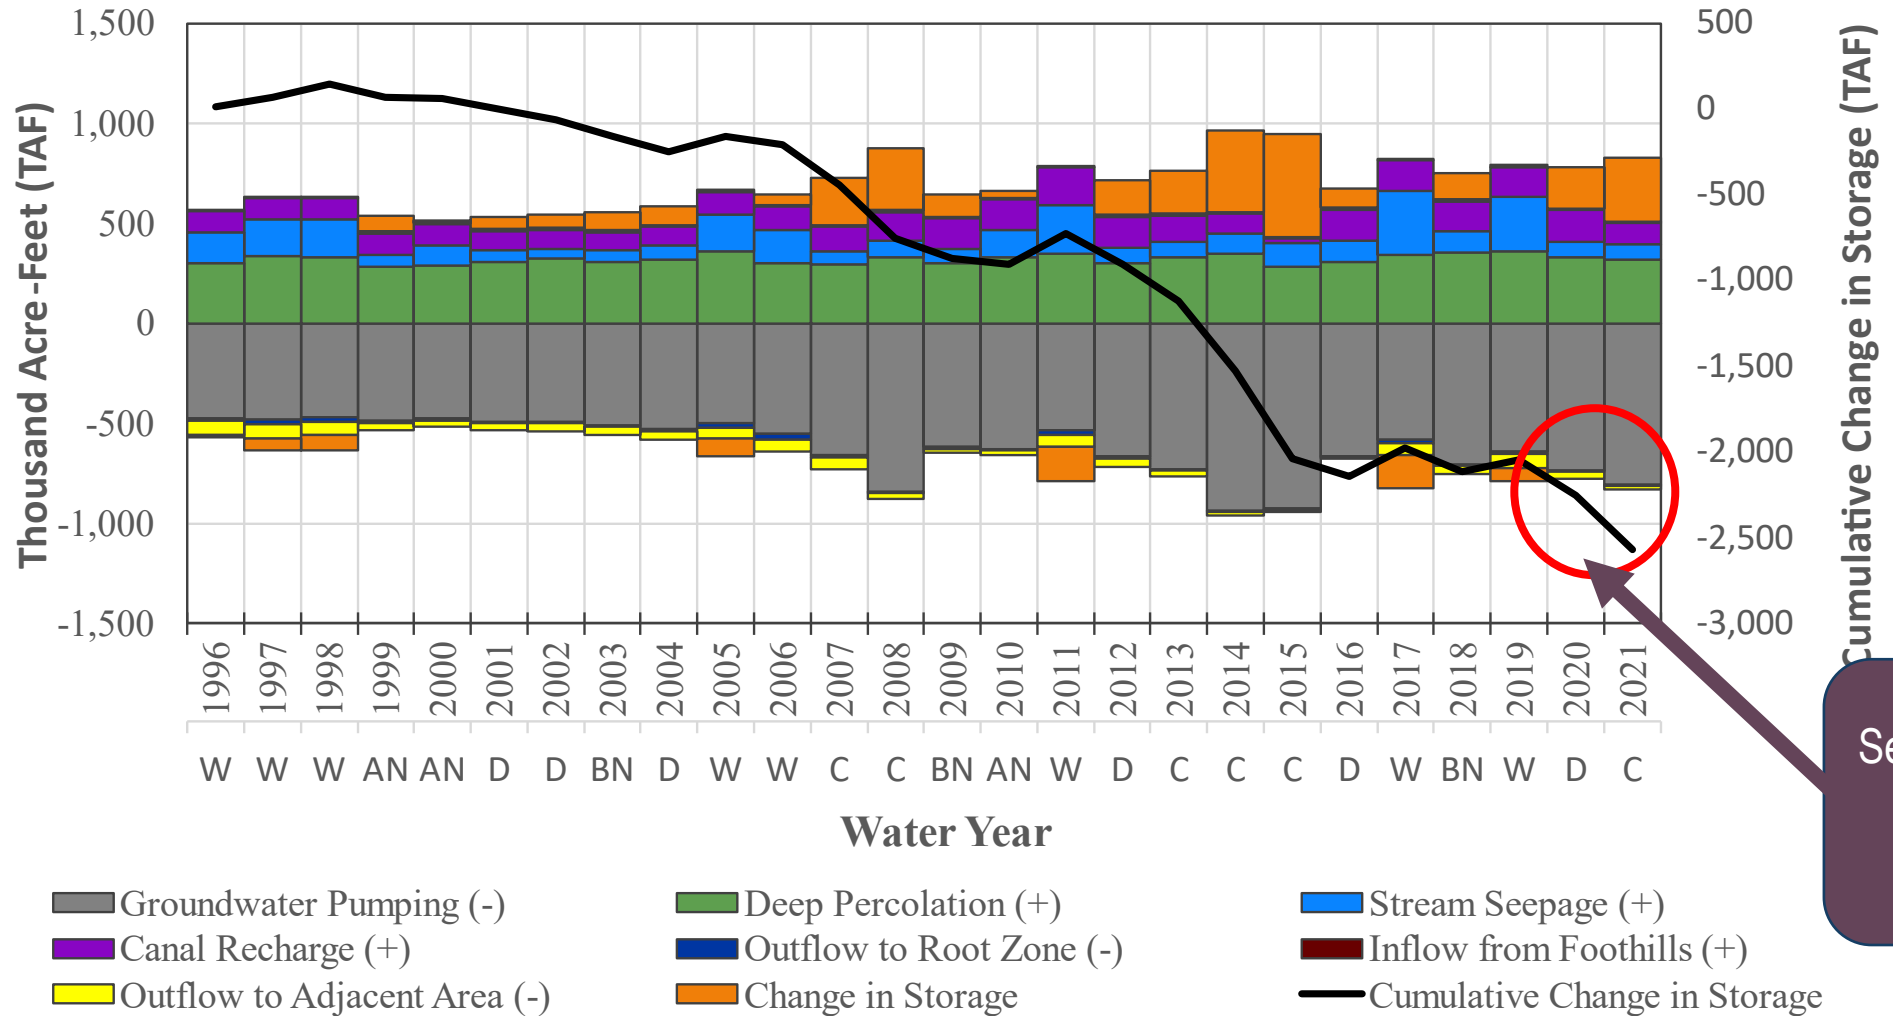 Thousand Acre-Feet (TAF)
1,500
1,000
500
0
-500
-1,000
-1,500
500
0
-500
-1,000
-1,500
-2,000
-2,500
-3,000
Cumulative Change in Storage (TAF)
1996 1997 1998 1999 2000 2001 2002 2003 2004 2005 2006 2007 2008 2009 2010 2011 2012 2013 2014 2015 2016 2017 2018 2019 2020 2021
W W W AN AN D D BN D W W C C BN AN W D C C C D W BN W D C
Water Year
Se
Groundwater Pumping (-) Deep Percolation (+) Stream Seepage (+)
Canal Recharge (+) Outflow to Root Zone (-) Inflow from Foothills (+)
Outflow to Adjacent Area (-) Change in Storage Cumulative Change in Storage